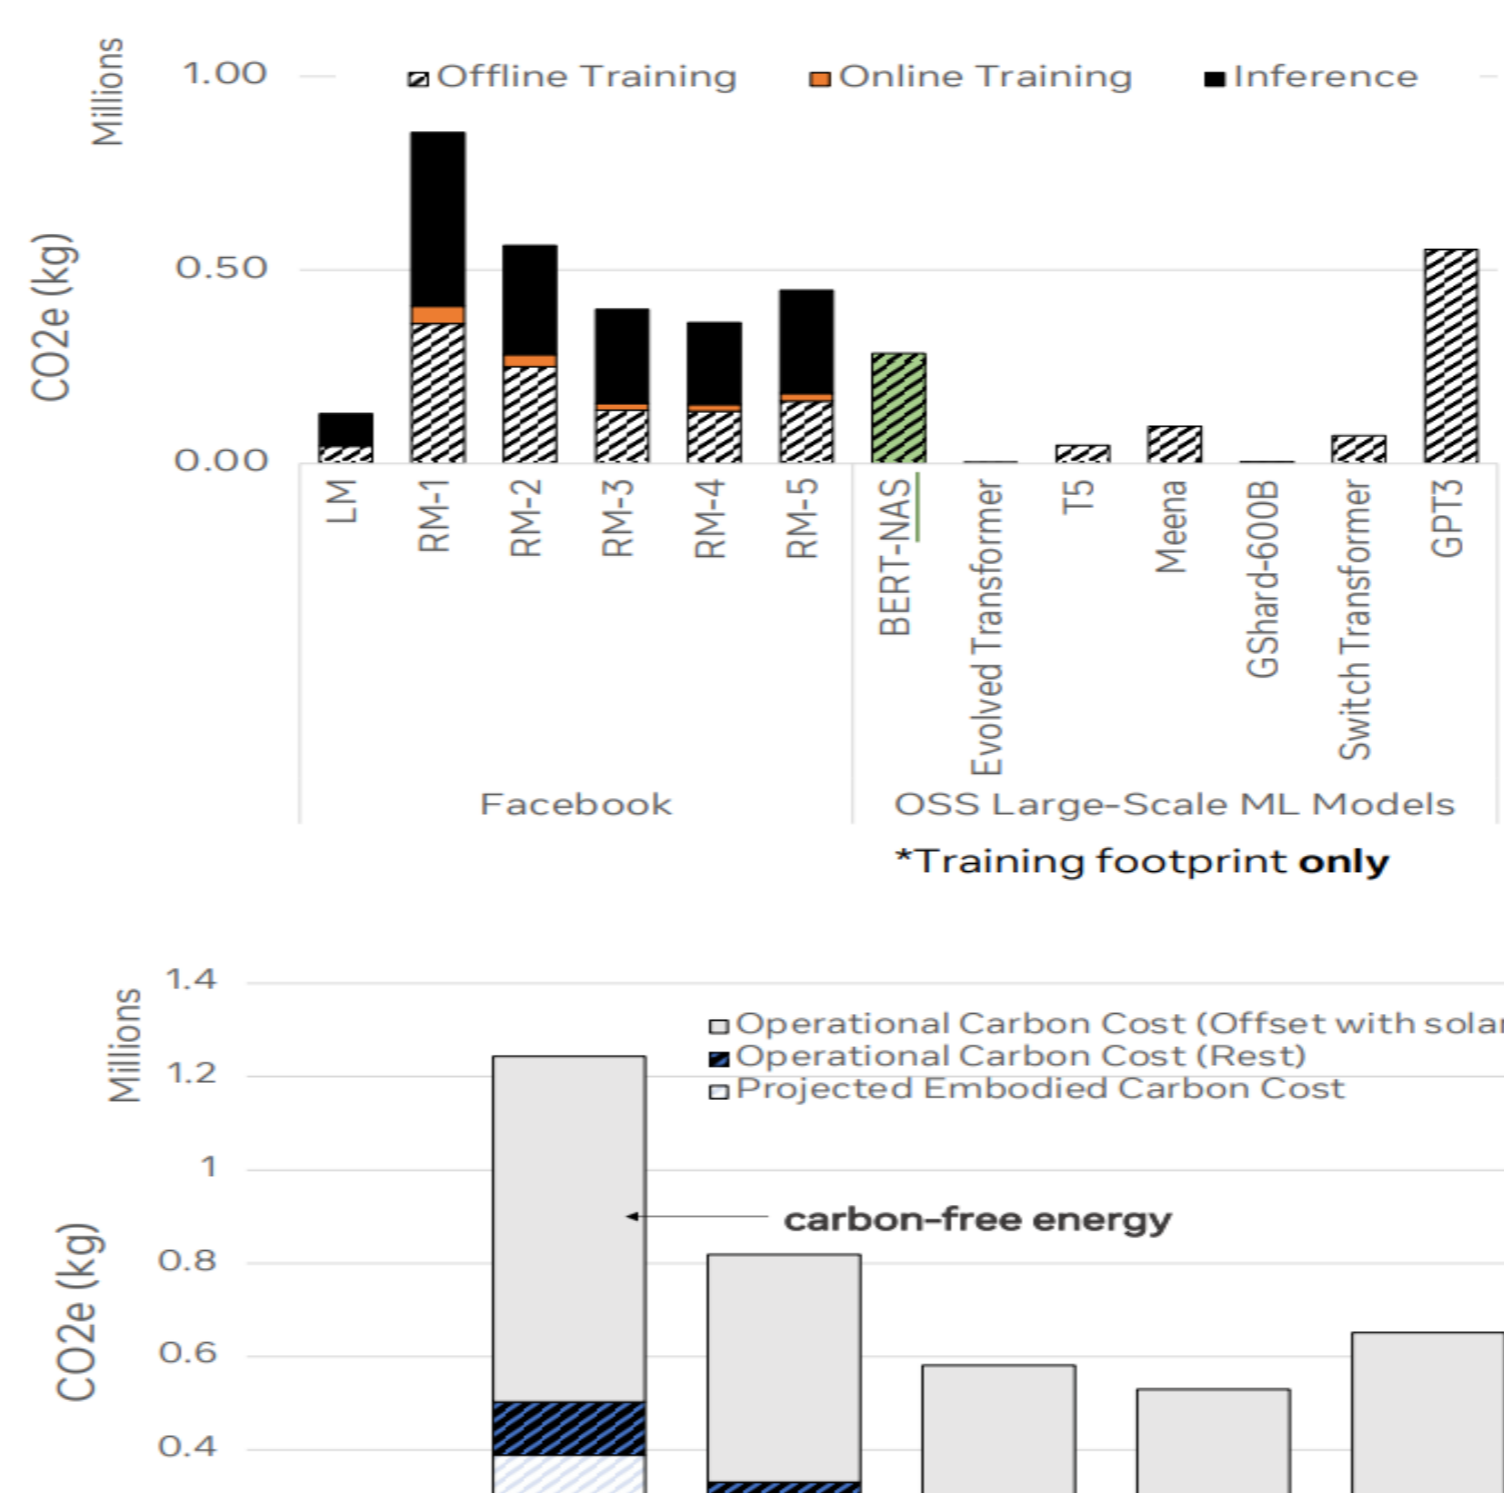 Millions
1.00
Offline Training
Online Training
Inference
CO2e (kg)
0.50
0.00
LM
RM-1
RM-2
RM-3
RM-4
RM-5
BERT-NAS
Evolved Transformer
T5
Meena
GShard-600B
Switch Transformer
GPT3
Facebook
OSS Large-Scale ML Models
*Training footprint only
Millions
1.4
Operational Carbon Cost (Offset with solar
Operational Carbon Cost (Rest)
1.2
Projected Embodied Carbon Cost
1
carbon-free energy
CO2e (kg)
0.8
0.6
0.4